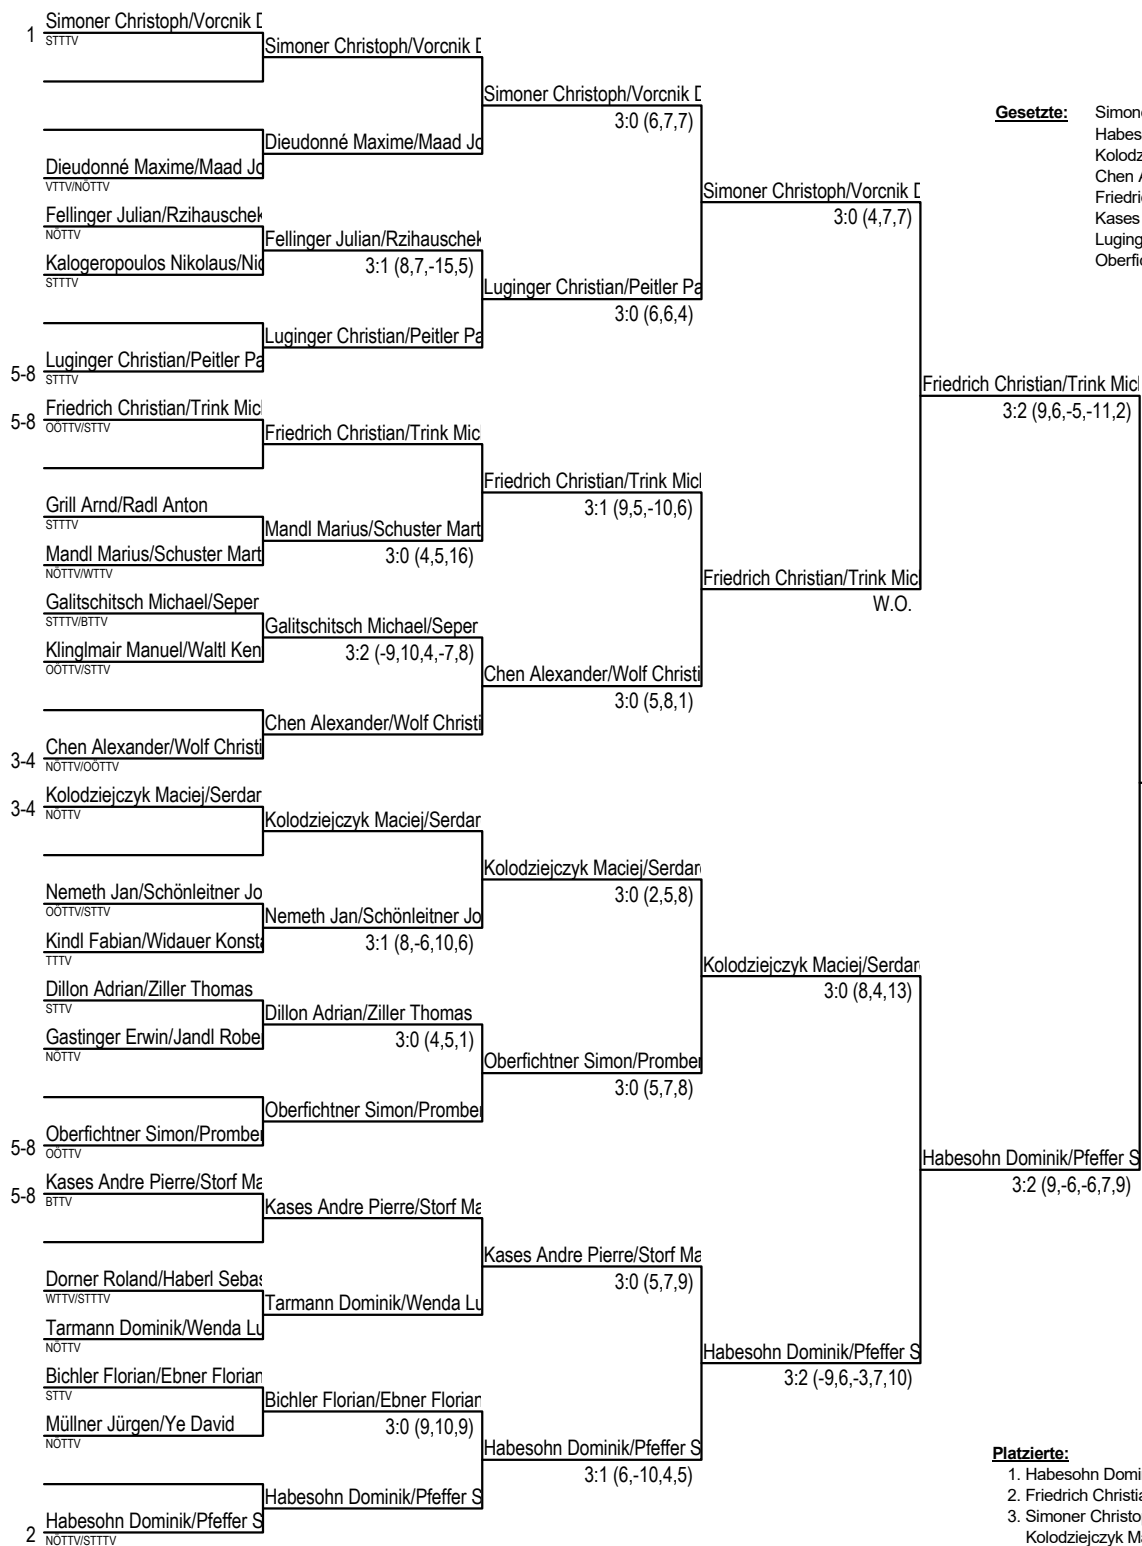 1 Simoner Christoph/Vorcnik D
STTTV
Dieudonné Maxime/Maad Jo
VTTV/NÖTTV
Fellinger Julian/Rzihauschek
NÖTTV
Kalogeropoulos Nikolaus/Nic
STTTV
5-8 Luginger Christian/Peitler Pa
STTTV
5-8 Friedrich Christian/Trink Mic
OÖTTV/STTV
Grill Arnd/Radl Anton
STTTV
Mandl Marius/Schuster Mart
NÖTTV/WTTV
Galitschitsch Michael/Seper
STTTV/BTTV
Klinglmair Manuel/Waltl Ken
OÖTTV/STTV
3-4 Chen Alexander/Wolf Christi
NÖTTV/OÖTTV
3-4 Kolodziejczyk Maciej/Serdar
NÖTTV
Nemeth Jan/Schönleitner Jo
OÖTTV/STTV
Kindl Fabian/Widauer Konsta
TTTV
Dillon Adrian/Ziller Thomas
STTV
Gastinger Erwin/Jandl Robe
NÖTTV
5-8 Oberfichtner Simon/Promber
OÖTTV
5-8 Kases Andre Pierre/Storf Ma
BTTV
Dorner Roland/Haberl Sebas
WTTV/STTTV
Tarmann Dominik/Wenda Lu
NÖTTV
Bichler Florian/Ebner Florian
STTV
Müllner Jürgen/Ye David
NÖTTV
2 Habesohn Dominik/Pfeffer S
NÖTTV/STTTV
Simoner Christoph/Vorcnik D
Dieudonné Maxime/Maad Jo
Fellinger Julian/Rzihauschek
3:1 (8,7,-15,5)
Luginger Christian/Peitler Pa
Friedrich Christian/Trink Mic
Mandl Marius/Schuster Mart
3:0 (4,5,16)
Galitschitsch Michael/Seper
3:2 (-9,10,4,-7,8)
Chen Alexander/Wolf Christi
Kolodziejczyk Maciej/Serdar
Nemeth Jan/Schönleitner Jo
3:1 (8,-6,10,6)
Dillon Adrian/Ziller Thomas
3:0 (4,5,1)
Oberfichtner Simon/Promber
Kases Andre Pierre/Storf Ma
Tarmann Dominik/Wenda Lu
Bichler Florian/Ebner Florian
3:0 (9,10,9)
Habesohn Dominik/Pfeffer S
Simoner Christoph/Vorcnik D
3:0 (6,7,7)
Luginger Christian/Peitler Pa
3:0 (6,6,4)
Friedrich Christian/Trink Mic
3:1 (9,5,-10,6)
Chen Alexander/Wolf Christi
3:0 (5,8,1)
Kolodziejczyk Maciej/Serdar
3:0 (2,5,8)
Oberfichtner Simon/Promber
3:0 (5,7,8)
Kases Andre Pierre/Storf Ma
3:0 (5,7,9)
Habesohn Dominik/Pfeffer S
3:1 (6,-10,4,5)
Simoner Christoph/Vorcnik D
3:0 (4,7,7)
Friedrich Christian/Trink Mic
W.O.
Kolodziejczyk Maciej/Serdar
3:0 (8,4,13)
Habesohn Dominik/Pfeffer S
3:2 (-9,6,-3,7,10)
Friedrich Christian/Trink Mic
3:2 (9,6,-5,-11,2)
Habesohn Dominik/Pfeffer S
3:2 (9,-6,-6,7,9)
Gesetzte: Simone
Habes
Kolodz
Chen A
Friedri
Kases
Luging
Oberfic
Platzierte:
1. Habesohn Domi
2. Friedrich Christia
3. Simoner Christop
Kolodziejczyk Ma